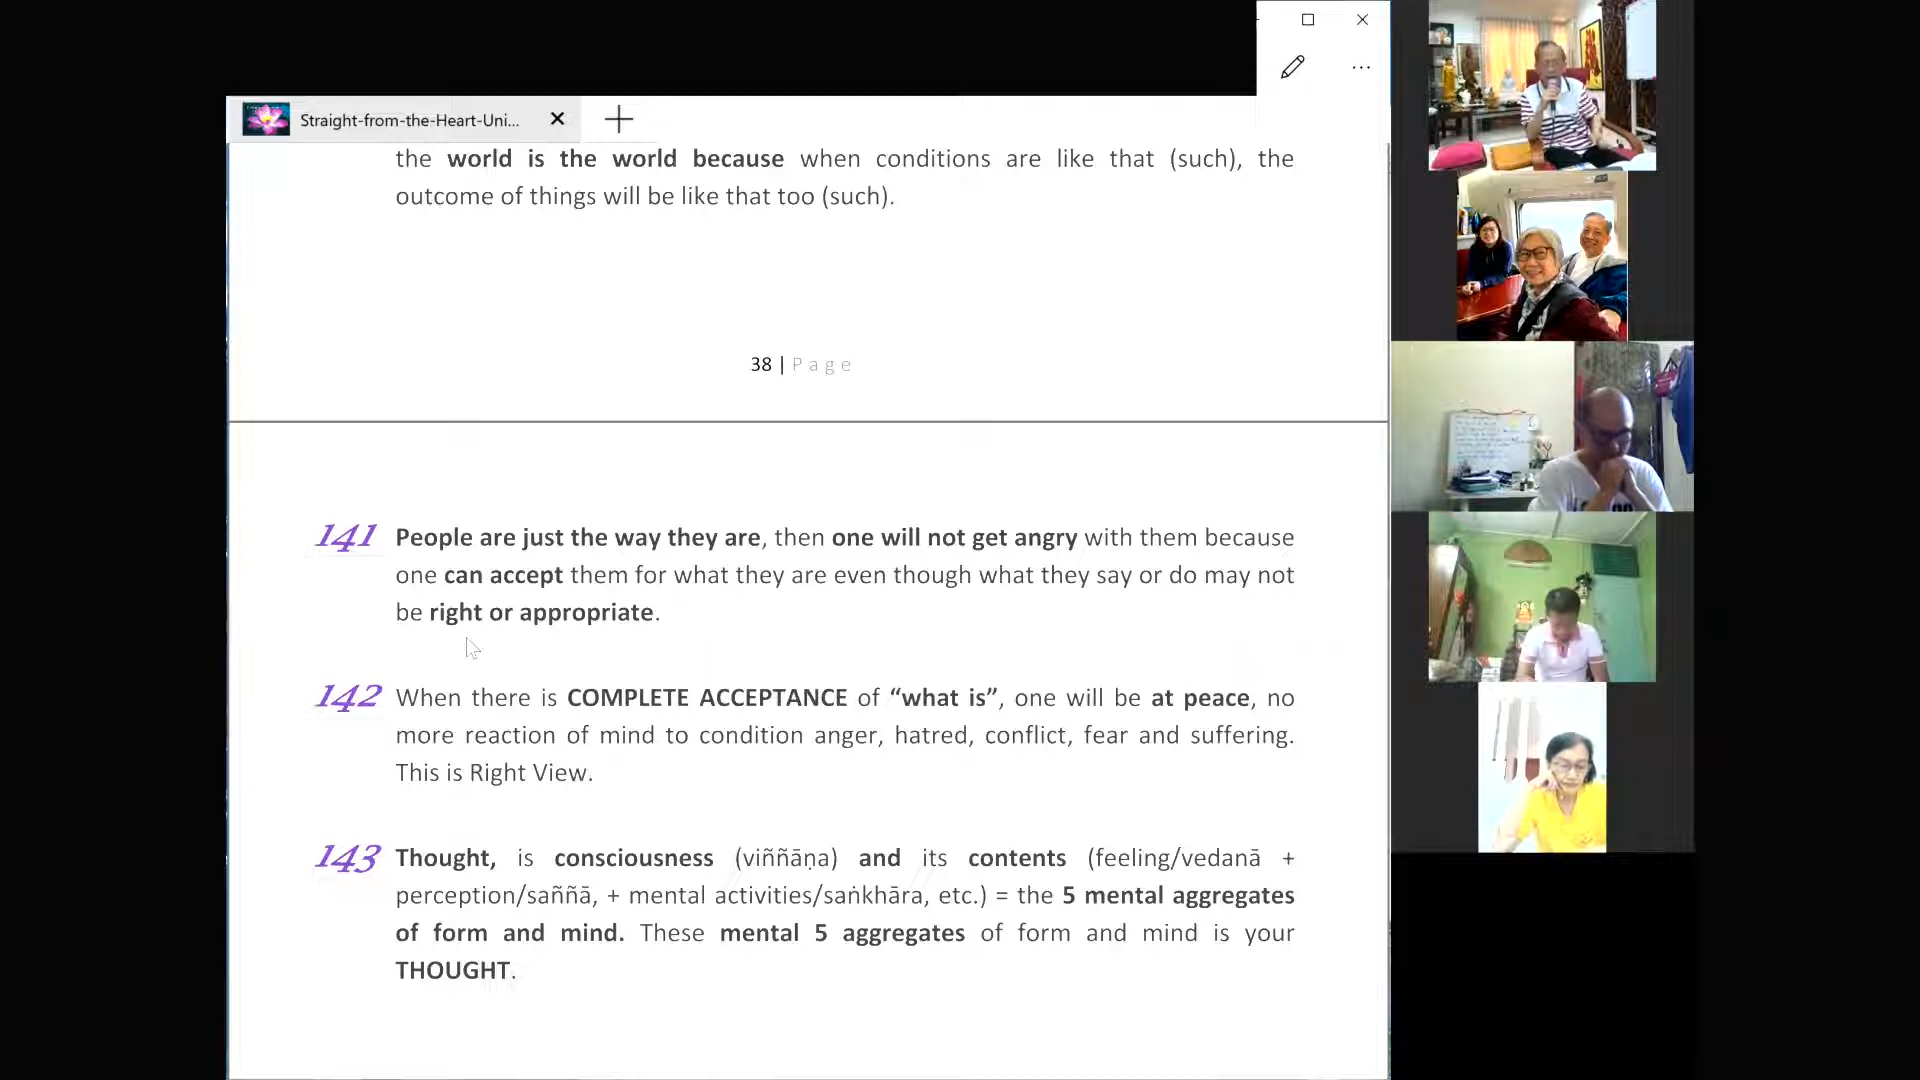 Straight-from-the-Heart-Uni...
the world is the world because when conditions are like that (such), the
outcome of things will be like that too (such).
38 | Page
141 People are just the way they are, then one will not get angry with them because
one can accept them for what they are even though what they say or do may not
be right or appropriate.
142 When there is COMPLETE ACCEPTANCE of “what is”, one will be at peace, no
more reaction of mind to condition anger, hatred, conflict, fear and suffering.
This is Right View.
143 Thought, is consciousness (viññāṇa) and its contents (feeling/vedanā +
perception/saññā, + mental activities/saṅkhāra, etc.) = the 5 mental aggregates
of form and mind. These mental 5 aggregates of form and mind is your
THOUGHT.